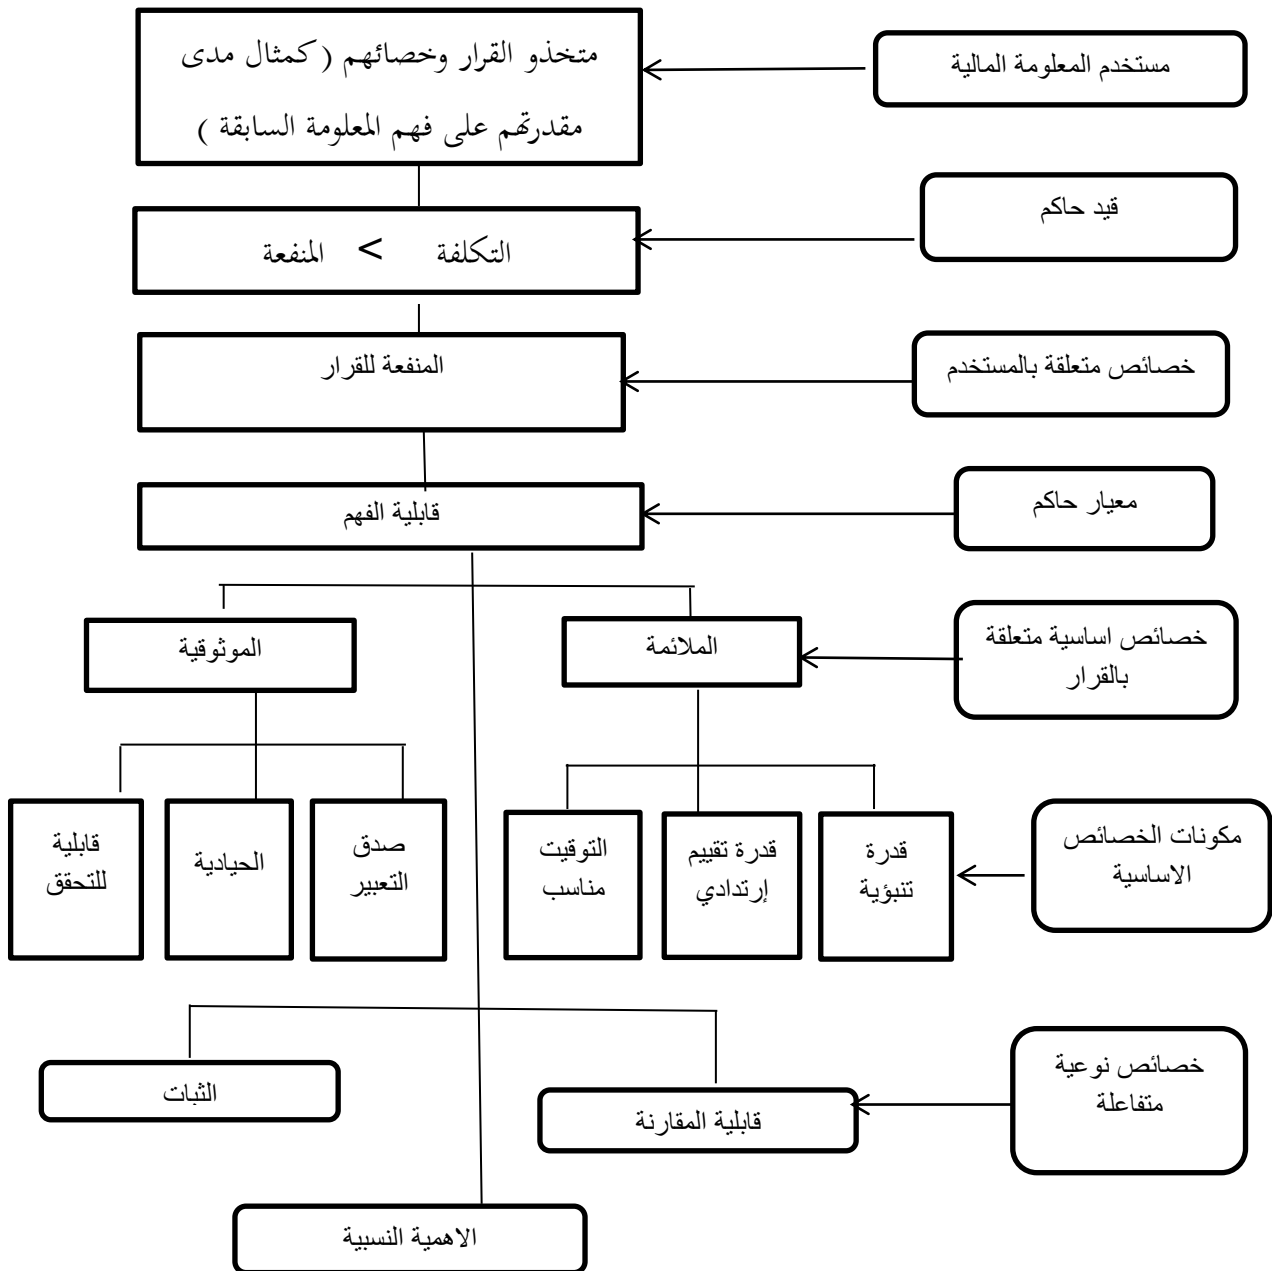 متخذو القرار وخصائهم (كمثال مدى
مقدرتهم على فهم المعلومة السابقة )
مستخدم المعلومة المالية
قيد حاكم
التكلفة > المنفعة
خصائص متعلقة بالمستخدم
المنفعة للقرار
معيار حاكم
قابلية الفهم
خصائص اساسية متعلقة
بالقرار
الملائمة
الموثوقية
مكونات الخصائص
الاساسية
قدرة
تنبؤية
قدرة تقييم
إرتدادي
التوقيت
مناسب
صدق
التعبير
الحيادية
قابلية
للتحقق
خصائص نوعية
متفاعلة
قابلية المقارنة
الثبات
الاهمية النسبية